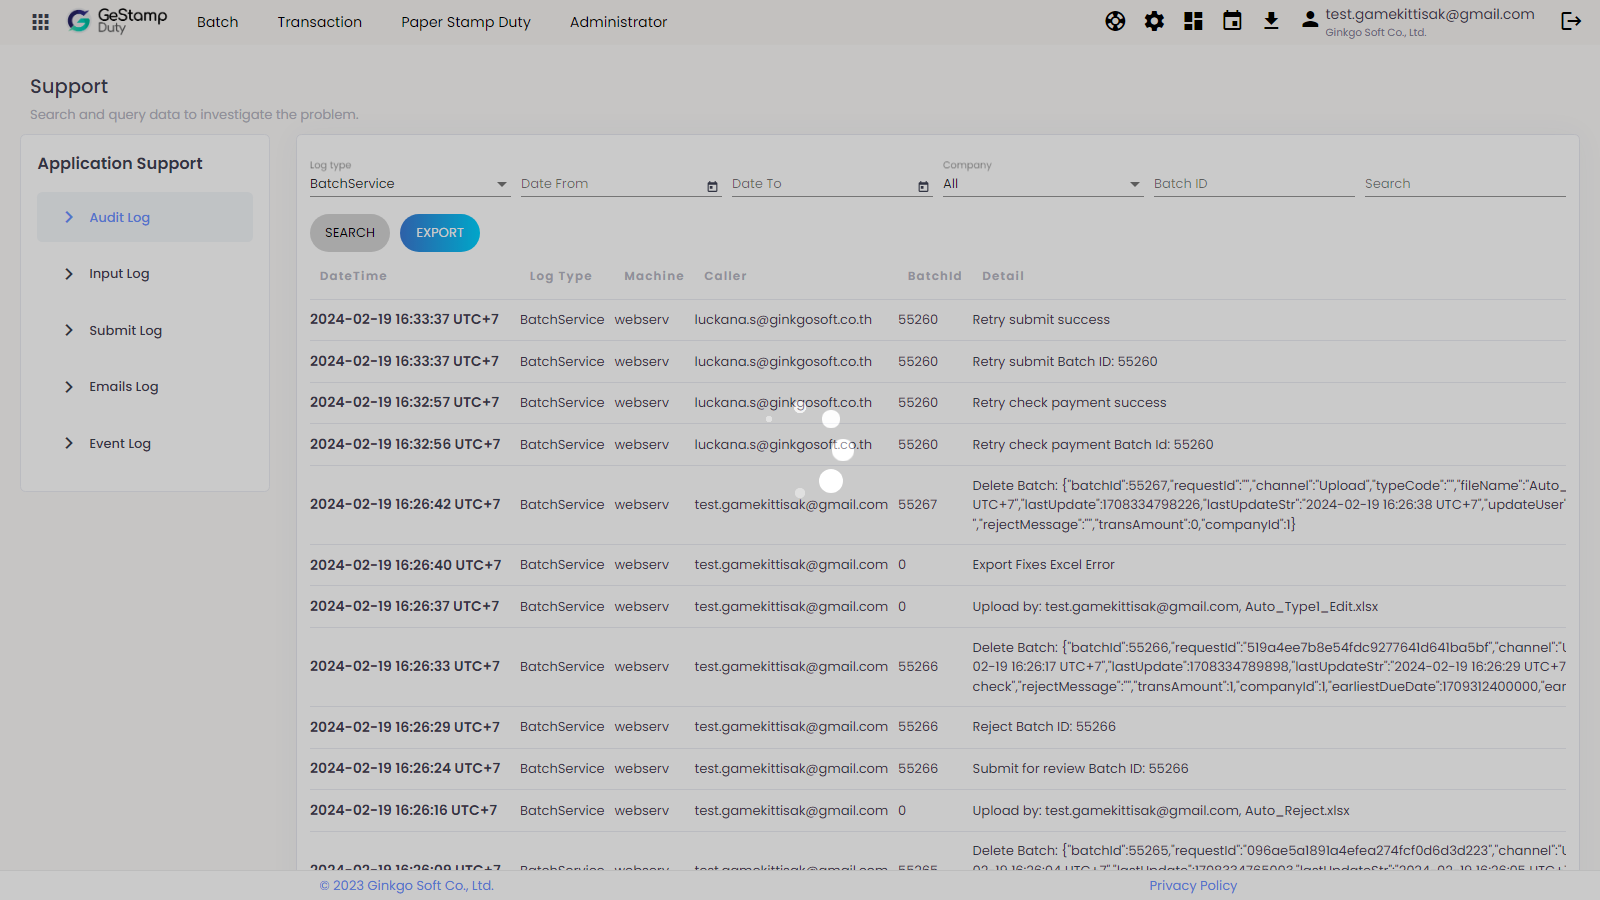 GeStamp
Duty
Batch
Transaction
Paper Stamp Duty
Administrator
test.gamekittisak@gmail.com
Ginkgo Soft Co., Ltd.
Support
Search and query data to investigate the problem.
Application Support
Audit Log
Input Log
Submit Log
Emails Log
Event Log
Log type
BatchService
Date From
Date To
Company
All
Batch ID
Search
SEARCH
EXPORT
DateTime Log Type Machine Caller BatchId Detail
2024-02-19 16:33:37 UTC+7 BatchService webserv luckana.s@ginkgosoft.co.th 55260 Retry submit success
2024-02-19 16:33:37 UTC+7 BatchService webserv luckana.s@ginkgosoft.co.th 55260 Retry submit Batch ID: 55260
2024-02-19 16:32:57 UTC+7 BatchService webserv luckana.s@ginkgosoft.co.th 55260 Retry check payment success
2024-02-19 16:32:56 UTC+7 BatchService webserv luckana.s@ginkgosoft.co.th 55260 Retry check payment Batch Id: 55260
2024-02-19 16:26:42 UTC+7 BatchService webserv test.gamekittisak@gmail.com 55267
Delete Batch: {"batchId":55267,"requestId":"","channel":"Upload","typeCode":"","fileName":"Auto_
UTC+7","lastUpdate":1708334798226,"lastUpdateStr":"2024-02-19 16:26:38 UTC+7","updateUser"
","rejectMessage":"","transAmount":0,"companyId":1}
2024-02-19 16:26:40 UTC+7 BatchService webserv test.gamekittisak@gmail.com 0 Export Fixes Excel Error
2024-02-19 16:26:37 UTC+7 BatchService webserv test.gamekittisak@gmail.com 0 Upload by: test.gamekittisak@gmail.com, Auto_Type1_Edit.xlsx
2024-02-19 16:26:33 UTC+7 BatchService webserv test.gamekittisak@gmail.com 55266
Delete Batch: {"batchId":55266,"requestId":"519a4ee7b8e54fdc9277641d641ba5bf","channel":"U
02-19 16:26:17 UTC+7","lastUpdate":1708334789898,"lastUpdateStr":"2024-02-19 16:26:29 UTC+7
check","rejectMessage":"","transAmount":1,"companyId":1,"earliestDueDate":1709312400000,"ear
2024-02-19 16:26:29 UTC+7 BatchService webserv test.gamekittisak@gmail.com 55266 Reject Batch ID: 55266
2024-02-19 16:26:24 UTC+7 BatchService webserv test.gamekittisak@gmail.com 55266 Submit for review Batch ID: 55266
2024-02-19 16:26:16 UTC+7 BatchService webserv test.gamekittisak@gmail.com 0 Upload by: test.gamekittisak@gmail.com, Auto_Reject.xlsx
Delete Batch: {"batchId":55265,"requestId":"096ae5a1891a4efea274fcf0d6d3d223","channel":"U
2024-02-19 16:26:09 UTC+7 BatchService webserv test.gamekittisak@gmail.com 55265
© 2023 Ginkgo Soft Co., Ltd.
Privacy Policy